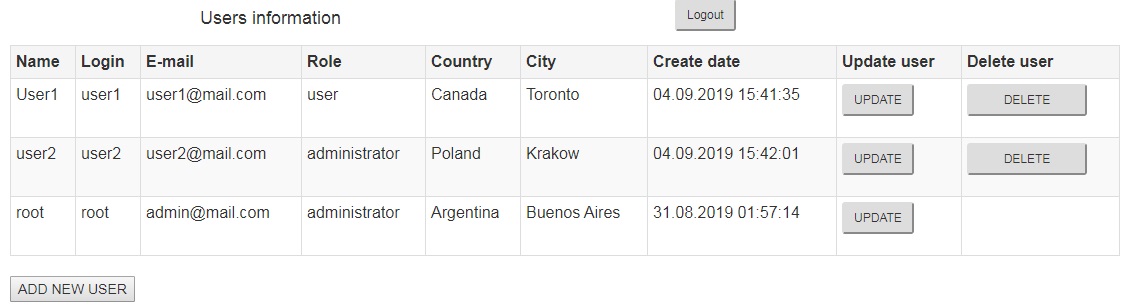 Users information Logout
Name Login E-mail Role Country City Create date Update user Delete user
User1 user1 user1@mail.com user Canada Toronto 04.09.2019 15:41:35 UPDATE DELETE
user2 user2 user2@mail.com administrator Poland Krakow 04.09.2019 15:42:01 UPDATE DELETE
root root admin@mail.com administrator Argentina Buenos Aires 31.08.2019 01:57:14 UPDATE
ADD NEW USER